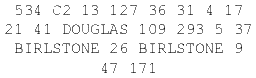 534 C2 13 127 36 31 4 17
21 41 DOUGLAS 109 293 5 37
BIRLSTONE 26 BIRLSTONE 9
47 171